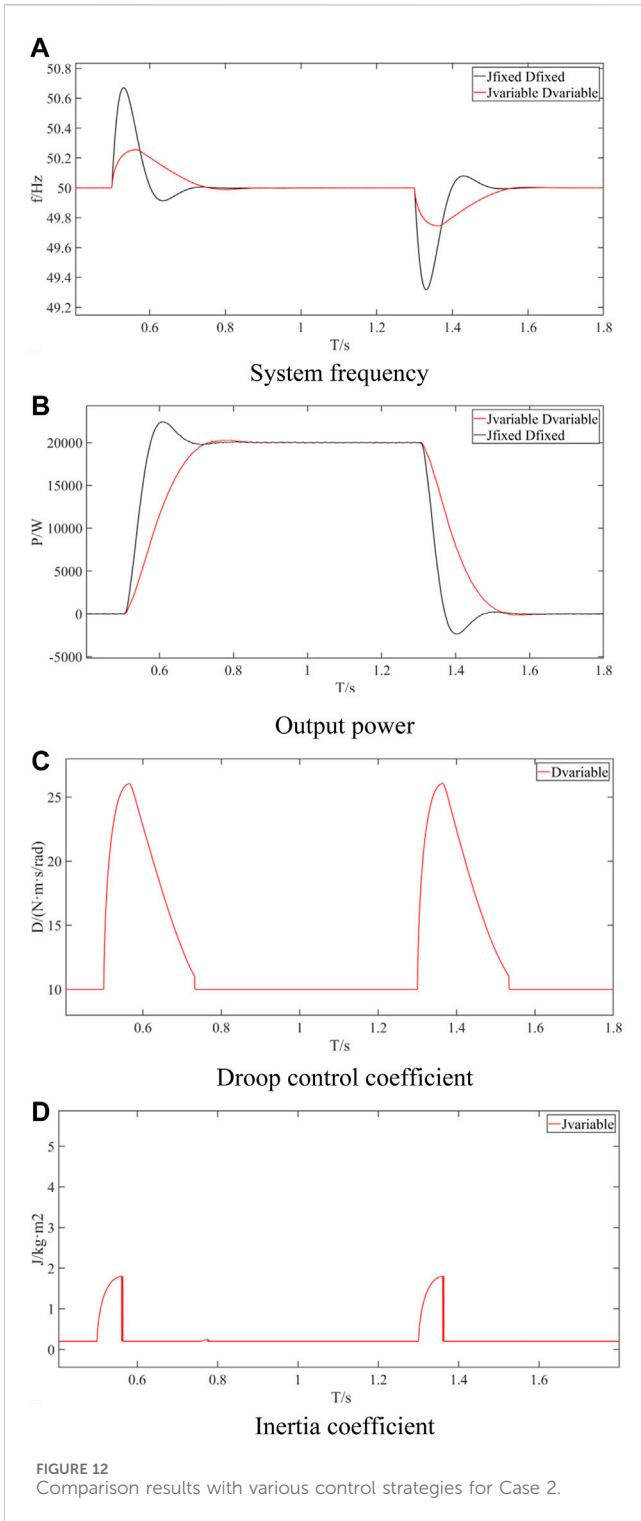 A
50.8
50.6
50.4
50.2
50
49.8
49.6
49.4
49.2
f/Hz
Jfixed Dfixed
Jvariable Dvariable
0.6 0.8 1 1.2 1.4 1.6 1.8
T/s
System frequency
B
20000
15000
10000
5000
0
-5000
P/W
Jvariable Dvariable
Jfixed Dfixed
0.6 0.8 1 1.2 1.4 1.6 1.8
T/s
Output power
C
25
20
15
10
D/(N·m·s/rad)
Dvariable
0.6 0.8 1 1.2 1.4 1.6 1.8
T/s
Droop control coefficient
D
5
4
3
2
1
0
J/kg·m2
Jvariable
0.6 0.8 1 1.2 1.4 1.6
T/s
Inertia coefficient
FIGURE 12
Comparison results with various control strategies for Case 2.